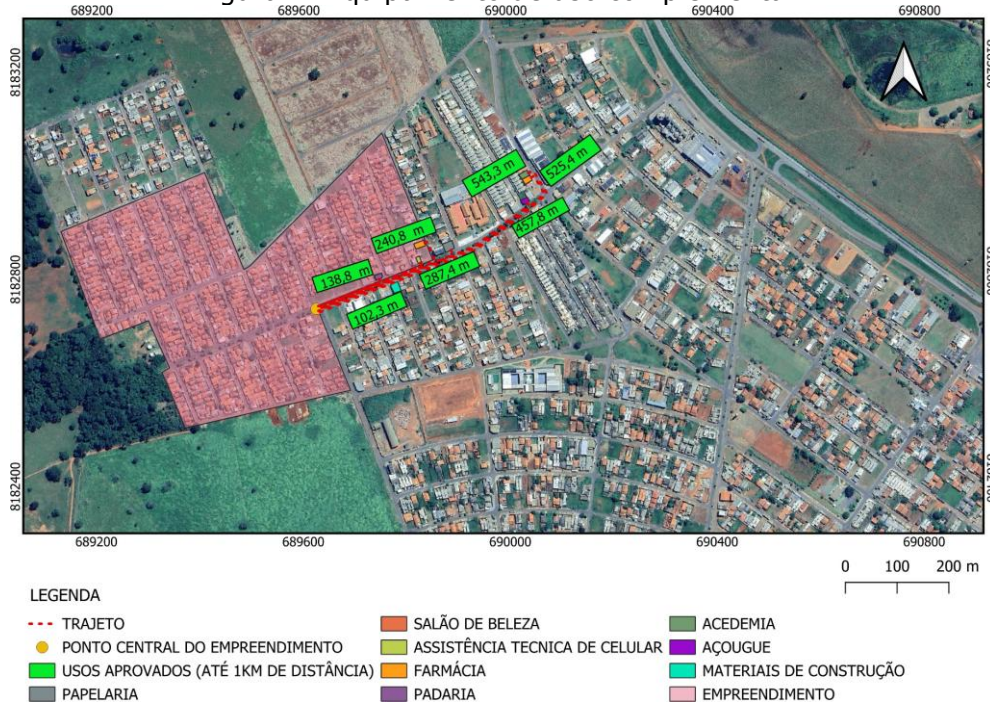 689200 689600 690000 690400 690800
8183200
8182800
8182400
543,3 m
525,4 m
457,8 m
240,8 m
287,4 m
138,8 m
102,3 m
689200 689600 690000 690400 690800
0 100 200 m
LEGENDA
TRAJETO
PONTO CENTRAL DO EMPREENDIMENTO
USOS APROVADOS (ATÉ 1KM DE DISTÂNCIA)
PAPELARIA
SALÃO DE BELEZA
ASSISTÊNCIA TECNICA DE CELULAR
FARMÁCIA
PADARIA
ACEDEMIA
AÇOUGUE
MATERIAIS DE CONSTRUÇÃO
EMPREENDIMENTO